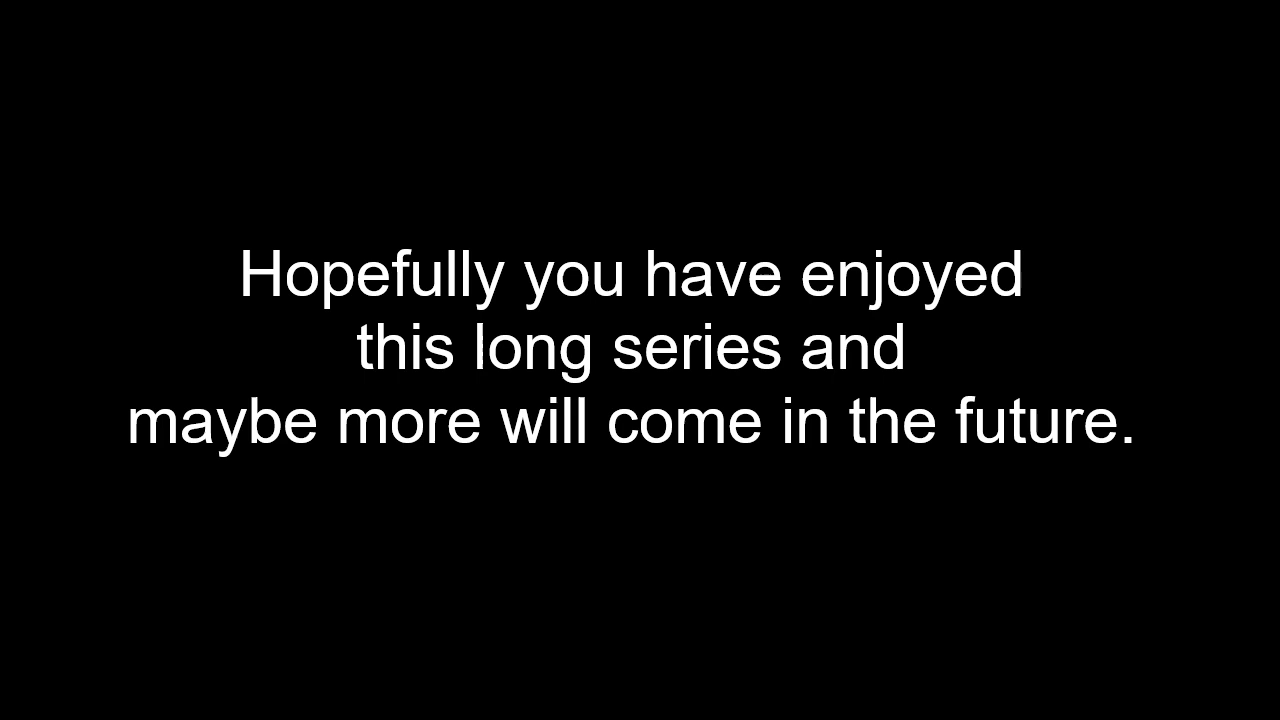 Hopefully you have enjoyed
this long series and
maybe more will come in the future.